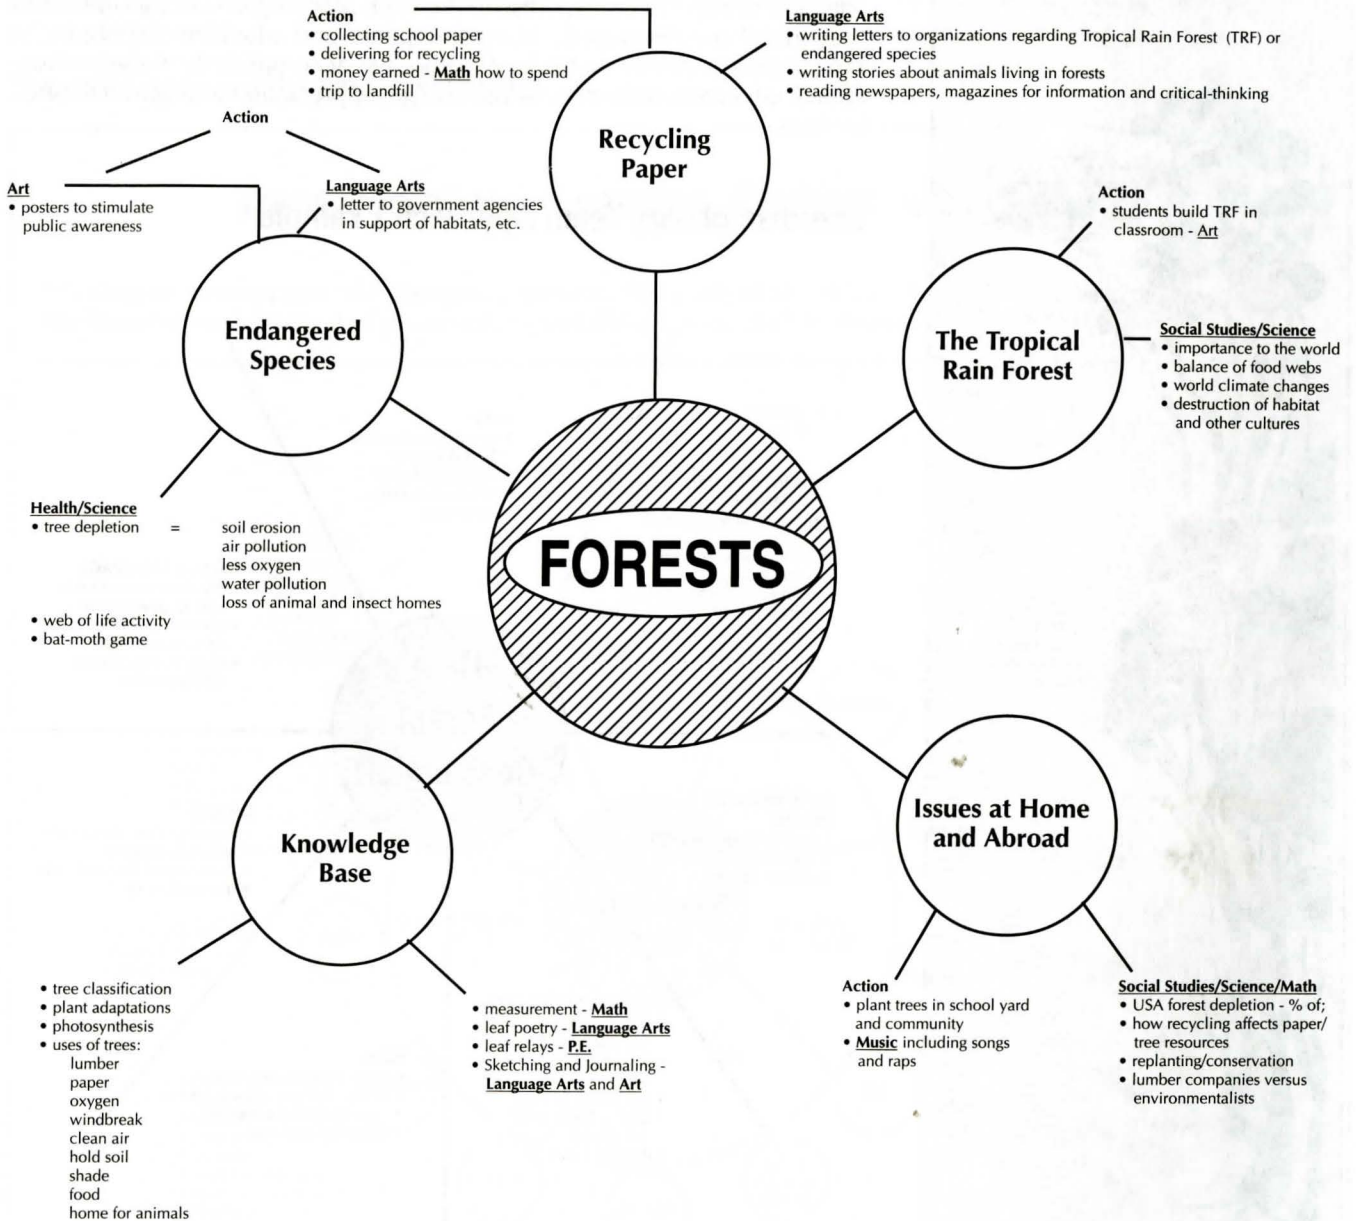 Action
• collecting school paper
• delivering for recycling
• money earned - Math how to spend
• trip to landfill
Language Arts
• writing letters to organizations regarding Tropical Rain Forest (TRF) or
endangered species
• writing stories about animals living in forests
• reading newspapers, magazines for information and critical-thinking
Recycling
Paper
Action
Art
• posters to stimulate
public awareness
Language Arts
• letter to government agencies
in support of habitats, etc.
Endangered
Species
Action
• students build TRF in
classroom - Art
The Tropical
Rain Forest
Social Studies/Science
• importance to the world
• balance of food webs
• world climate changes
• destruction of habitat
and other cultures
Health/Science
• tree depletion = soil erosion
air pollution
less oxygen
water pollution
loss of animal and insect homes
• web of life activity
• bat-moth game
FORESTS
Knowledge
Base
• tree classification
• plant adaptations
• photosynthesis
• uses of trees:
lumber
paper
oxygen
windbreak
clean air
hold soil
shade
food
home for animals
• measurement - Math
• leaf poetry - Language Arts
• leaf relays - P.E.
• Sketching and Journaling -
Language Arts and Art
Issues at Home
and Abroad
Action
• plant trees in school yard
and community
• Music including songs
and raps
Social Studies/Science/Math
• USA forest depletion - % of;
• how recycling affects paper/
tree resources
• replanting/conservation
• lumber companies versus
environmentalists